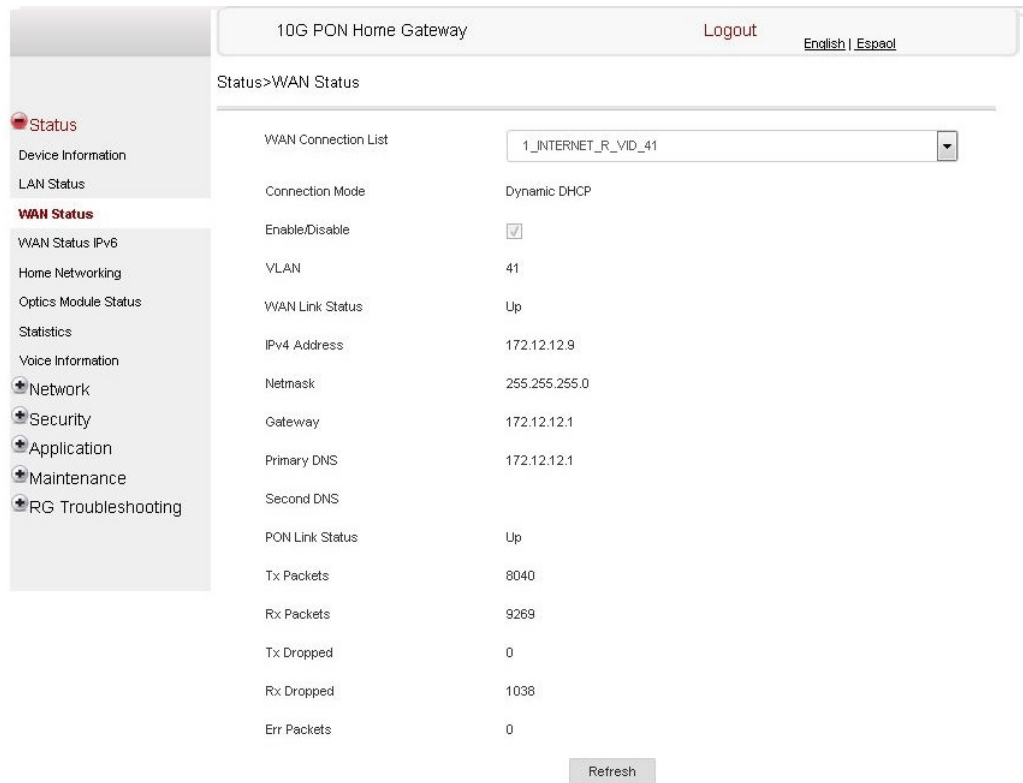 10G PON Home Gateway
Logout
English | Espaol
Status>WAN Status
Status
Device Information
LAN Status
WAN Status
WAN Status IPv6
Home Networking
Optics Module Status
Statistics
Voice Information
Network
Security
Application
Maintenance
RG Troubleshooting
WAN Connection List 1_INTERNET_R_VID_41
Connection Mode Dynamic DHCP
Enable/Disable
VLAN 41
WAN Link Status Up
IPv4 Address 172.12.12.9
Netmask 255.255.255.0
Gateway 172.12.12.1
Primary DNS 172.12.12.1
Second DNS
PON Link Status Up
Tx Packets 8040
Rx Packets 9269
Tx Dropped 0
Rx Dropped 1038
Err Packets 0
Refresh